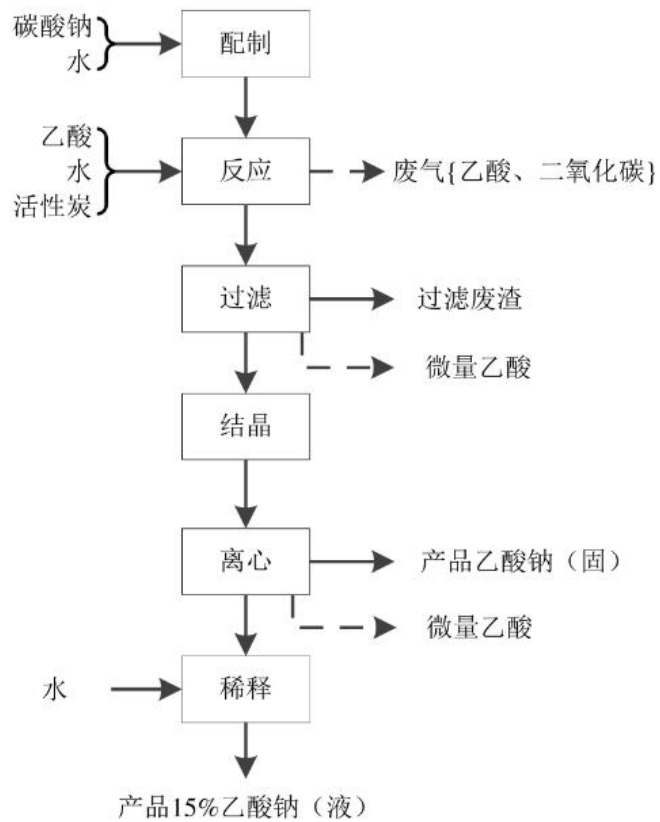 碳酸钠
水
配制
乙酸
水
活性炭
反应
废气{乙酸、二氧化碳}
过滤
过滤废渣
微量乙酸
结晶
离心
产品乙酸钠（固）
微量乙酸
水
稀释
产品15%乙酸钠（液）